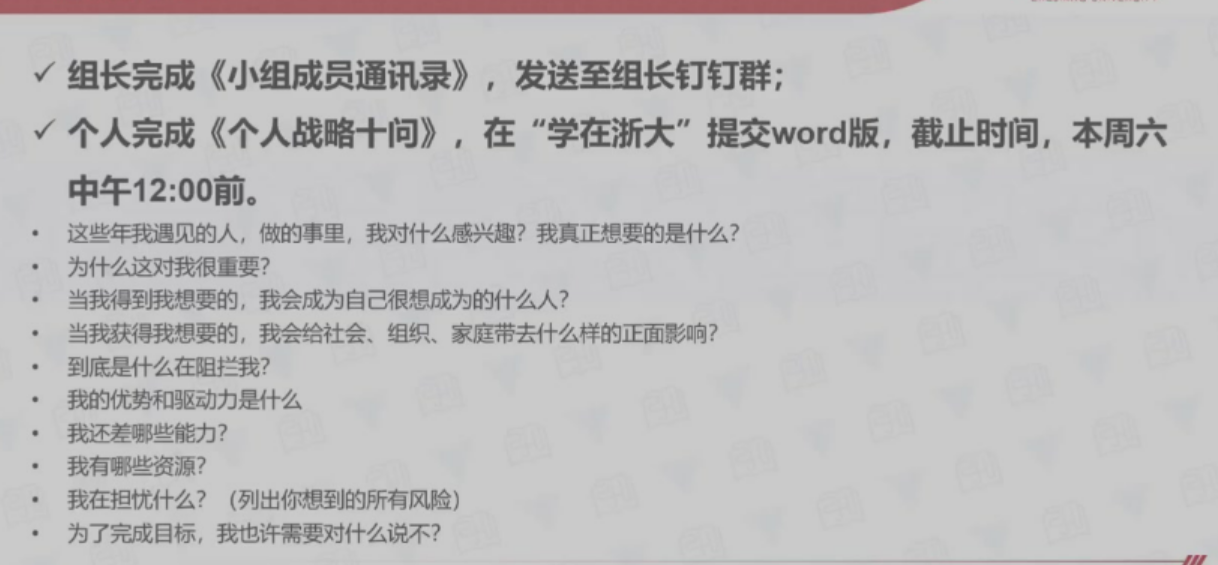 ✓ 组长完成《小组成员通讯录》，发送至组长钉钉群；
✓ 个人完成《个人战略十问》，在“学在浙大”提交word版，截止时间，本周六
中午12:00前。
• 这些年我遇见的人，做的事里，我对什么感兴趣？我真正想要的是什么？
• 为什么这对我很重要？
• 当我得到我想要的，我会成为自己很想成为的什么人？
• 当我获得我想要的，我会给社会、组织、家庭带去什么样的正面影响？
• 到底是什么在阻拦我？
• 我的优势和驱动力是什么
• 我还差哪些能力？
• 我有哪些资源？
• 我在担忧什么？（列出你想到的所有风险）
• 为了完成目标，我也许需要对什么说不？